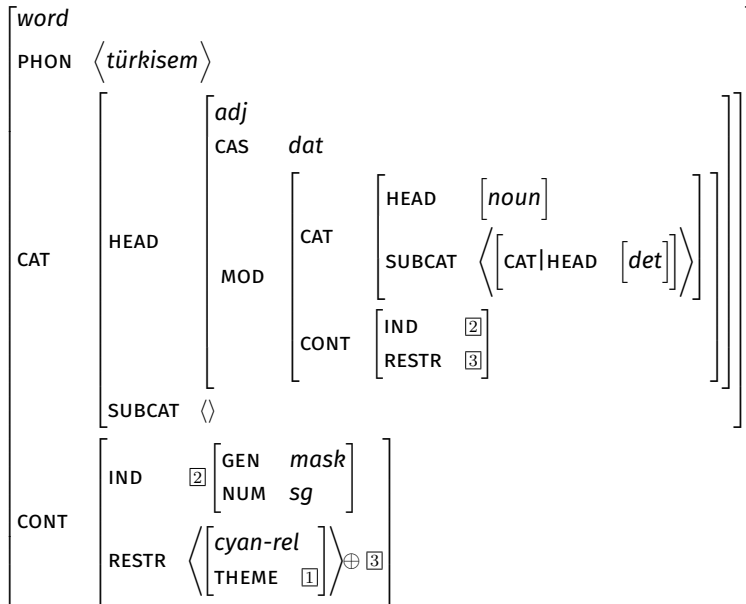 word
PHON ⟨türkisem⟩
adj
CAS dat
HEAD [noun]
CAT
HEAD
SUBCAT ⟨[CAT|HEAD [det]]⟩
CAT
MOD
IND 2
CONT
RESTR 3
SUBCAT ⟨⟩
GEN mask
IND 2
NUM sg
CONT
cyan-rel
RESTR ⟨ ⟩ ⊕ 3
THEME 1